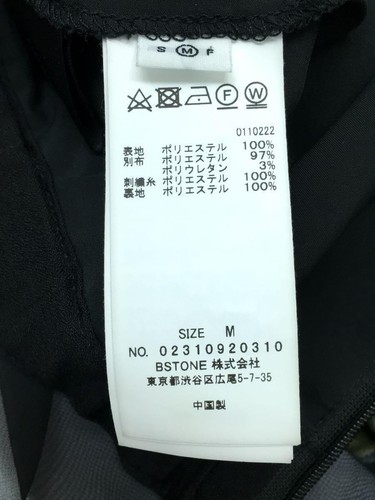 S M F
F W
0110222
表地 ポリエステル 100%
別布 ポリエステル 97%
ポリウレタン 3%
刺繍糸 ポリエステル 100%
裏地 ポリエステル 100%
SIZE M
NO. 02310920310
BSTONE 株式会社
東京都渋谷区広尾5-7-35
中国製